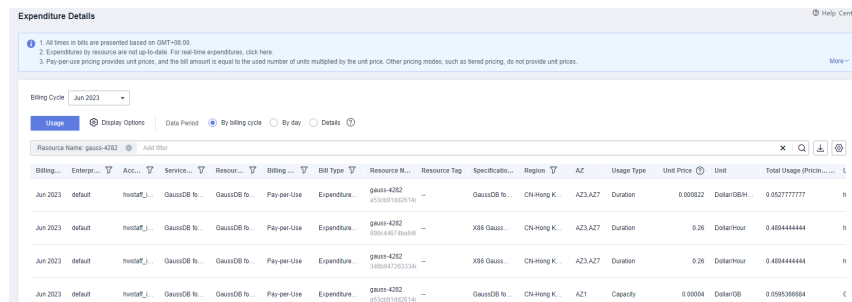 Expenditure Details
Help Cent
1. All times in bills are presented based on GMT+08:00.
2. Expenditures by resource are not up-to-date. For real-time expenditures, click here.
3. Pay-per-use pricing provides unit prices, and the bill amount is equal to the used number of units multiplied by the unit price. Other pricing modes, such as tiered pricing, do not provide unit prices.
More
Billing Cycle Jun 2023
Usage Display Options Data Period By billing cycle By day Details
Resource Name: gauss-4282 Add filter
Billing... Enterpr... Acc... Service... Resour... Billing ... Bill Type Resource N... Resource Tag Specificatio... Region AZ Usage Type Unit Price Unit Total Usage (Pricin... ...
Jun 2023 default hwstaff_i... GaussDB fo... GaussDB fo... Pay-per-Use Expenditure... gauss-4282 -- GaussDB fo... CN-Hong K... AZ3,AZ7 Duration 0.000822 Dollar/GB/H... 0.0527777777
a53cb91dd2614c
Jun 2023 default hwstaff_i... GaussDB fo... GaussDB fo... Pay-per-Use Expenditure... gauss-4282 -- X86 Gauss... CN-Hong K... AZ3,AZ7 Duration 0.26 Dollar/Hour 0.4894444444
Jun 2023 default hwstaff_i... GaussDB fo... GaussDB fo... Pay-per-Use Expenditure... gauss-4282 -- X86 Gauss... CN-Hong K... AZ3,AZ7 Duration 0.26 Dollar/Hour 0.4894444444
Jun 2023 default hwstaff_i... GaussDB fo... GaussDB fo... Pay-per-Use Expenditure... gauss-4282 -- GaussDB fo... CN-Hong K... AZ1 Capacity 0.00004 Dollar/GB 0.0595366884
a53cb91dd2614c